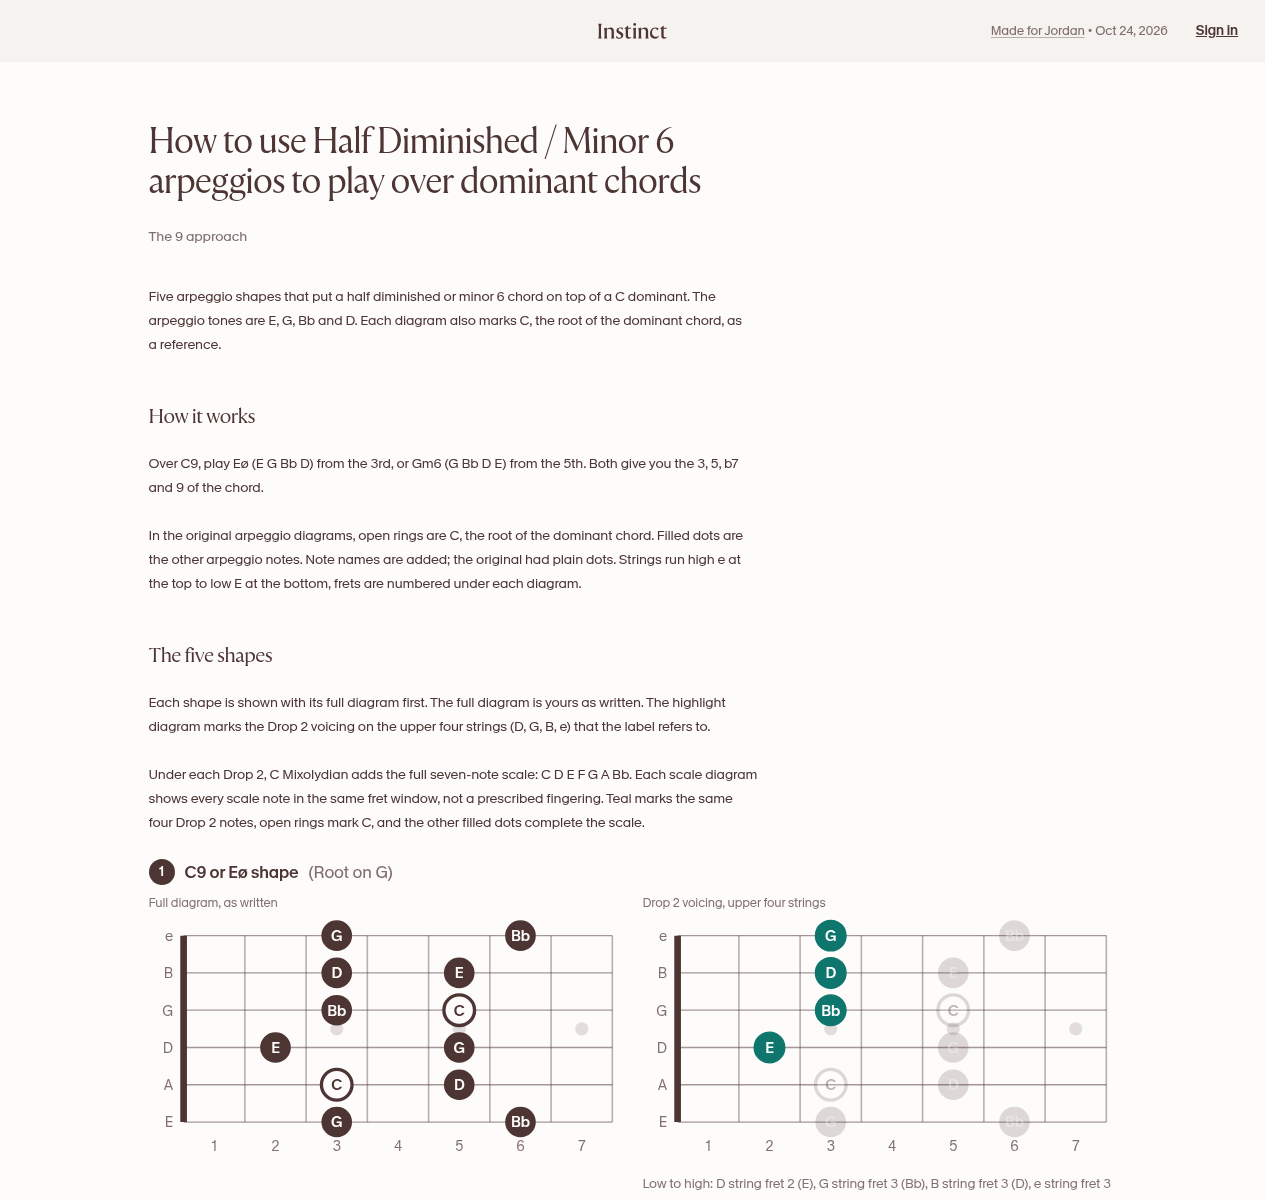 Instinct
Made for Jordan • Oct 24, 2026
Sign in
How to use Half Diminished / Minor 6
arpeggios to play over dominant chords
The 9 approach
Five arpeggio shapes that put a half diminished or minor 6 chord on top of a C dominant. The
arpeggio tones are E, G, Bb and D. Each diagram also marks C, the root of the dominant chord, as
a reference.
How it works
Over C9, play Eø (E G Bb D) from the 3rd, or Gm6 (G Bb D E) from the 5th. Both give you the 3, 5, b7
and 9 of the chord.
In the original arpeggio diagrams, open rings are C, the root of the dominant chord. Filled dots are
the other arpeggio notes. Note names are added; the original had plain dots. Strings run high e at
the top to low E at the bottom, frets are numbered under each diagram.
The five shapes
Each shape is shown with its full diagram first. The full diagram is yours as written. The highlight
diagram marks the Drop 2 voicing on the upper four strings (D, G, B, e) that the label refers to.
Under each Drop 2, C Mixolydian adds the full seven-note scale: C D E F G A Bb. Each scale diagram
shows every scale note in the same fret window, not a prescribed fingering. Teal marks the same
four Drop 2 notes, open rings mark C, and the other filled dots complete the scale.
1 C9 or Eø shape (Root on G)
Full diagram, as written
e G Bb
B D E
G Bb C
D E G
A C D
E G Bb
1 2 3 4 5 6 7
Drop 2 voicing, upper four strings
e G Bb
B D E
G Bb C
D E G
A C D
E G Bb
1 2 3 4 5 6 7
Low to high: D string fret 2 (E), G string fret 3 (Bb), B string fret 3 (D), e string fret 3